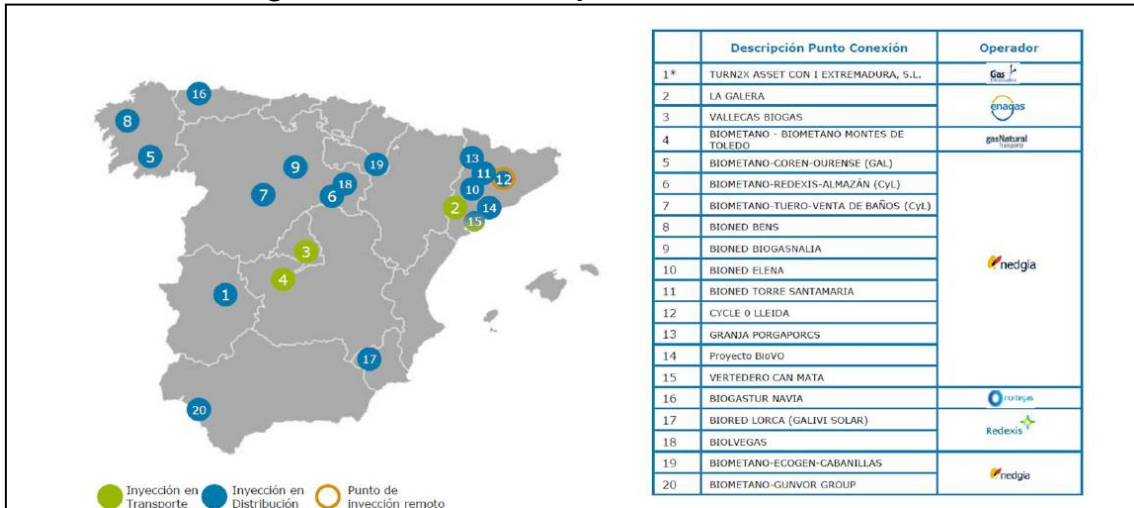 16
8
5
9
7
6
18
19
13
11
12
10
2
14
15
3
4
1
17
20
Inyección en
Transporte
Inyección en
Distribución
Punto de
inyección remoto
Descripción Punto Conexión Operador
1* TURN2X ASSET CON I EXTREMADURA, S.L. Gas
2 LA GALERA
enagas
3 VALLECAS BIOGAS
4 BIOMETANO - BIOMETANO MONTES DE
TOLEDO
gasNatural
5 BIOMETANO-COREN-OURENSE (GAL)
6 BIOMETANO-REDEXIS-ALMAZÁN (CyL)
7 BIOMETANO-TUERO-VENTA DE BAÑOS (CyL)
8 BIONED BENS
9 BIONED BIOGASNALIA
nedgia
10 BIONED ELENA
11 BIONED TORRE SANTAMARIA
12 CYCLE 0 LLEIDA
13 GRANJA PORGAPORCS
14 Proyecto BioVO
15 VERTEDERO CAN MATA
16 BIOGASTUR NAVIA nortegas
17 BIORED LORCA (GALIVI SOLAR)
Redexis
18 BIOLVEGAS
19 BIOMETANO-ECOGEN-CABANILLAS
nedgia
20 BIOMETANO-GUNVOR GROUP